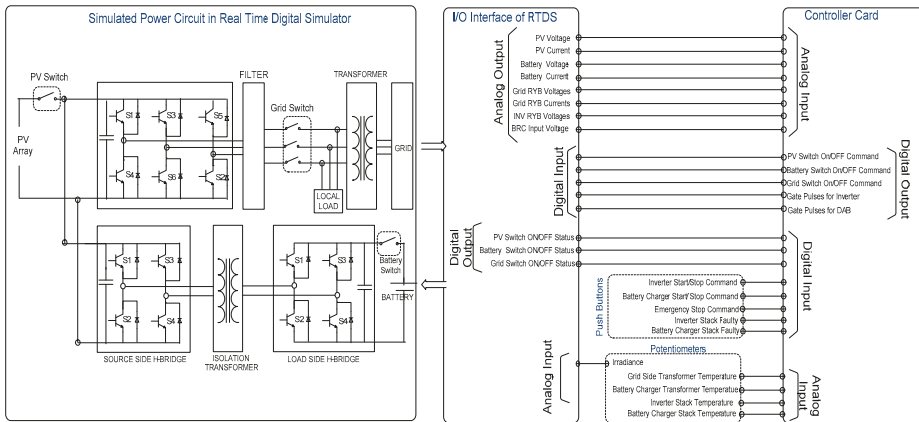 Simulated Power Circuit in Real Time Digital Simulator
PV Switch
PV
Array
S1
S3
S5
S4
S6
S2
FILTER
Grid Switch
LOCAL
LOAD
TRANSFORMER
GRID
S1
S3
S2
S4
SOURCE SIDE H-BRIDGE
ISOLATION
TRANSFORMER
S1
S3
S2
S4
LOAD SIDE H-BRIDGE
Battery
Switch
BATTERY
I/O Interface of RTDS
Analog Output
PV Voltage
PV Current
Battery Voltage
Battery Current
Grid RYB Voltages
Grid RYB Currents
INV RYB Voltages
BRC Input Voltage
Digital Input
Digital
Output
PV Switch ON/OFF Status
Battery Switch ON/OFF Status
Grid Switch ON/OFF Status
Analog Input
Push Buttons
Inverter Start/Stop Command
Battery Charger Start/Stop Command
Emergency Stop Command
Inverter Stack Faulty
Battery Charger Stack Faulty
Potentiometers
Irradiance
Grid Side Transformer Temperature
Battery Charger Transformer Temperatue
Inverter Stack Temperature
Battery Charger Stack Temperature
Controller Card
Analog Input
PV Switch On/OFF Command
Battery Switch On/OFF Command
Grid Switch On/OFF Command
Gate Pulses for Inverter
Gate Pulses for DAB
Digital Output
Digital Input
Analog
Input